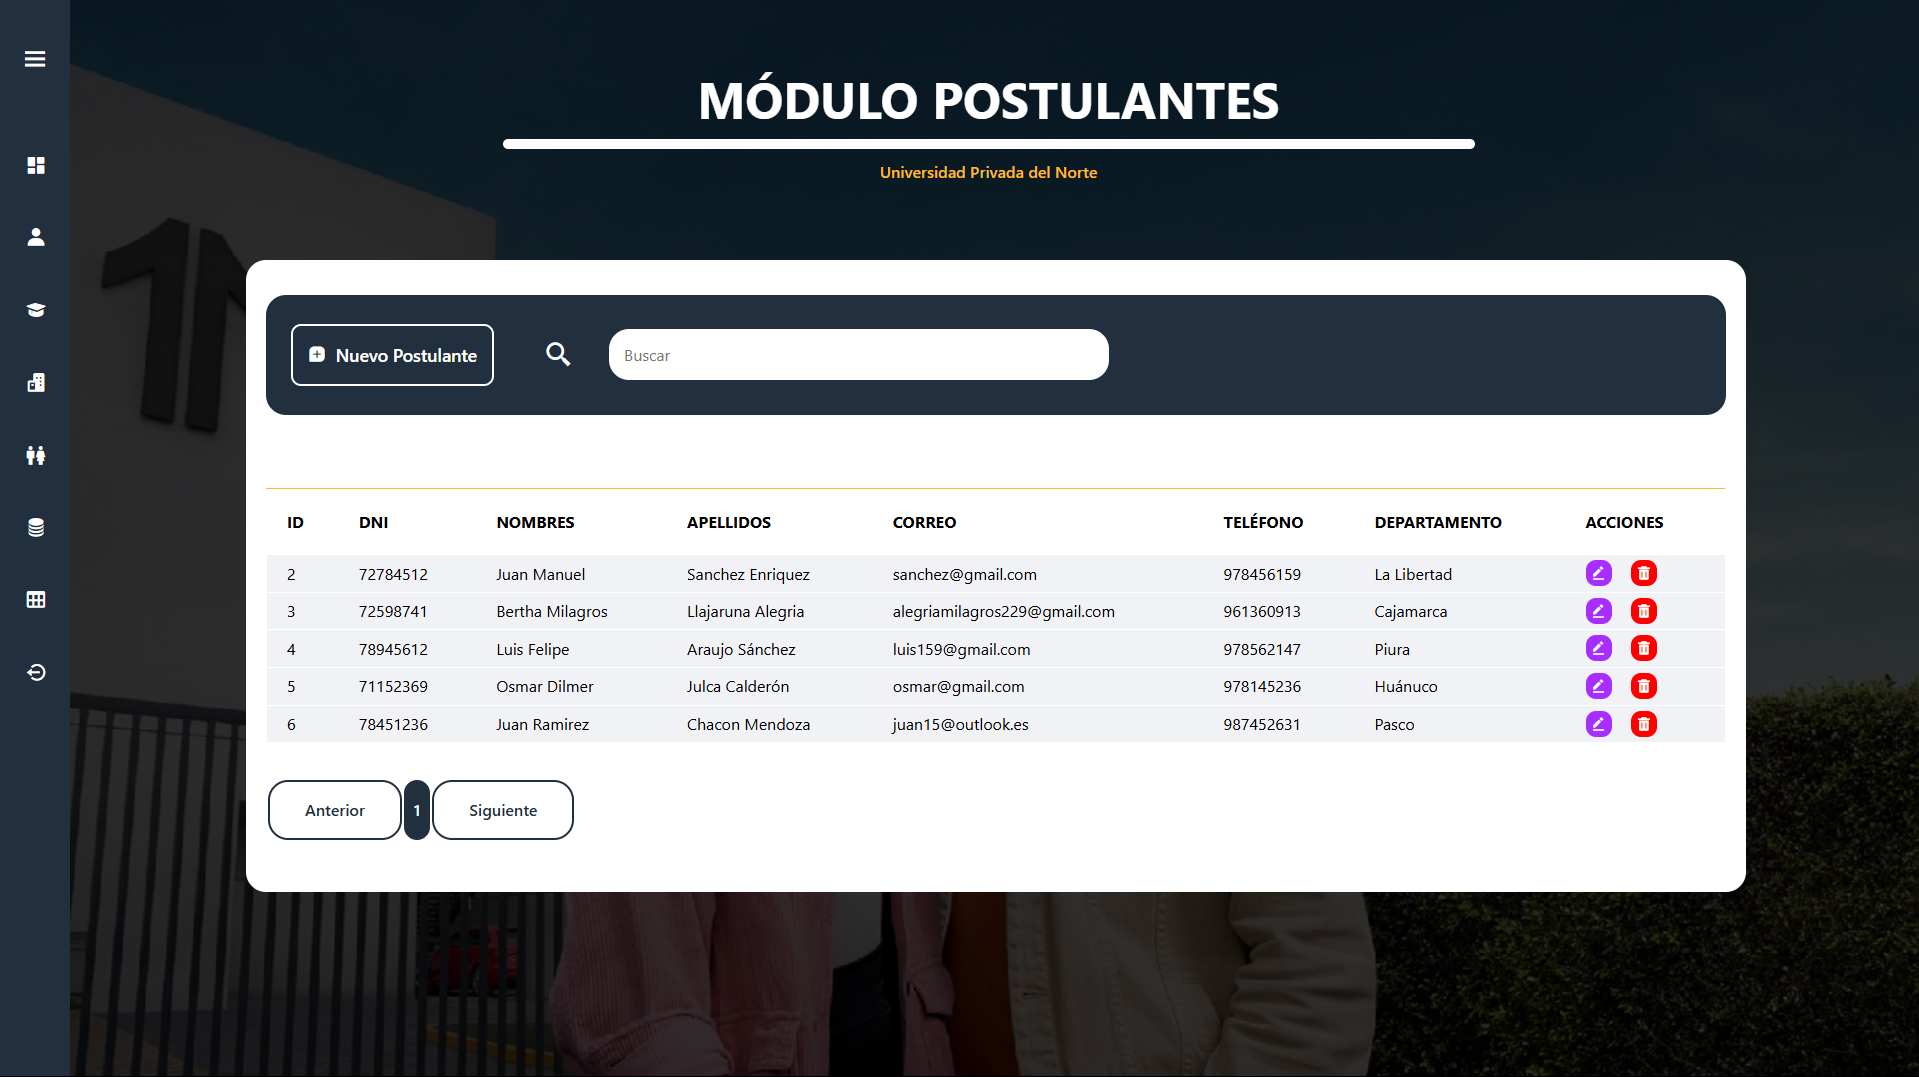 MÓDULO POSTULANTES
Universidad Privada del Norte
Nuevo Postulante Buscar
ID DNI NOMBRES APELLIDOS CORREO TELÉFONO DEPARTAMENTO ACCIONES
2 72784512 Juan Manuel Sanchez Enriquez sanchez@gmail.com 978456159 La Libertad
3 72598741 Bertha Milagros Llajaruna Alegria alegriamilagros229@gmail.com 961360913 Cajamarca
4 78945612 Luis Felipe Araujo Sánchez luis159@gmail.com 978562147 Piura
5 71152369 Osmar Dilmer Julca Calderón osmar@gmail.com 978145236 Huánuco
6 78451236 Juan Ramirez Chacon Mendoza juan15@outlook.es 987452631 Pasco
Anterior 1 Siguiente